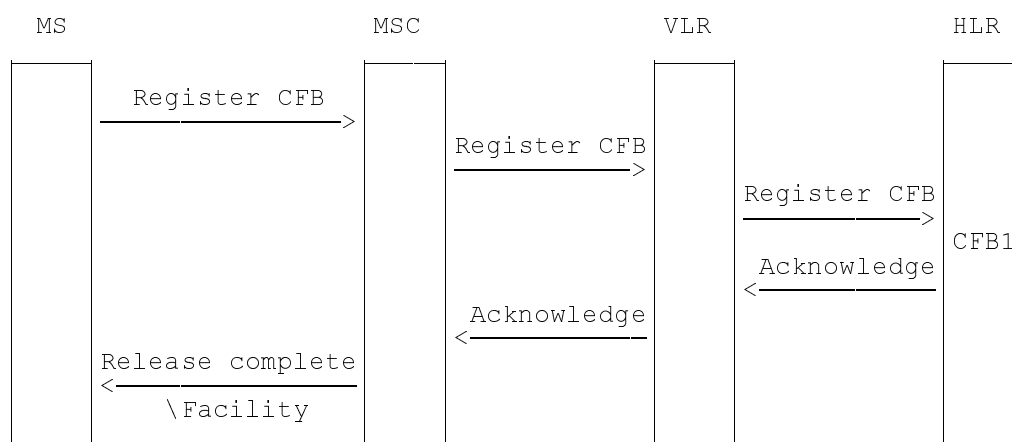 MS MSC VLR HLR
Register CFB
Register CFB
Register CFB
CFB1
Acknowledge
Acknowledge
Release complete
\Facility